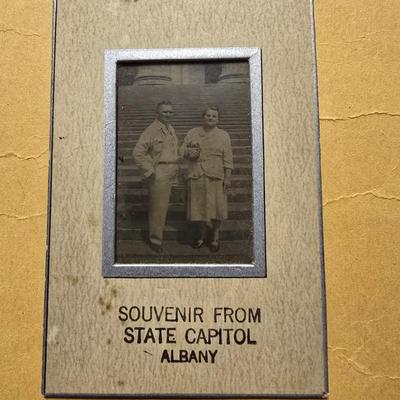 SOUVENIR FROM
STATE CAPITOL
ALBANY